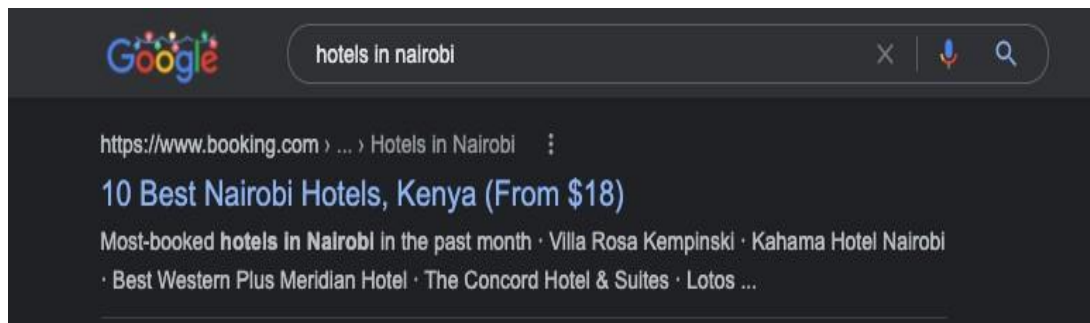 Google
hotels in nairobi
https://www.booking.com › ... › Hotels in Nairobi
10 Best Nairobi Hotels, Kenya (From $18)
Most-booked hotels in Nairobi in the past month · Villa Rosa Kempinski · Kahama Hotel Nairobi
· Best Western Plus Meridian Hotel · The Concord Hotel & Suites · Lotos ...